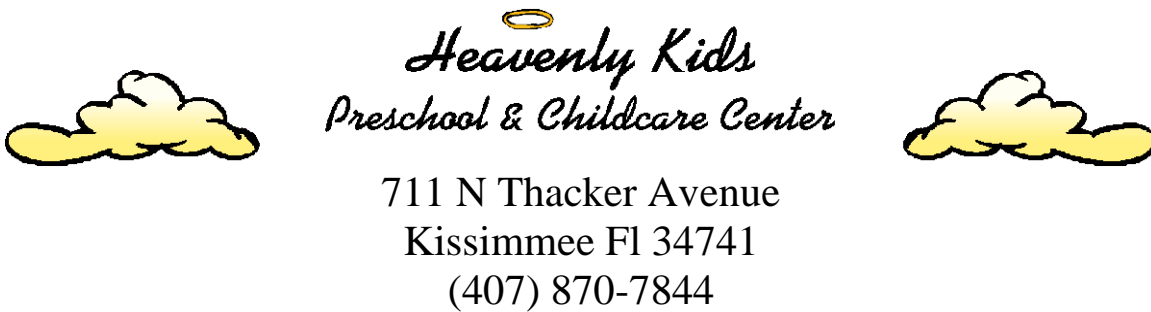 Heavenly Kids
Preschool & Childcare Center
711 N Thacker Avenue
Kissimmee Fl 34741
(407) 870-7844